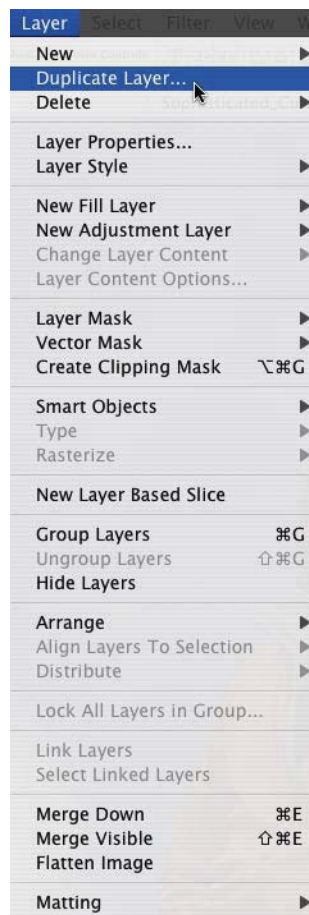 Layer Select Filter View W
New
Duplicate Layer...
Delete
Layer Properties...
Layer Style
New Fill Layer
New Adjustment Layer
Change Layer Content
Layer Content Options...
Layer Mask
Vector Mask
Create Clipping Mask ⌥⌘G
Smart Objects
Type
Rasterize
New Layer Based Slice
Group Layers ⌘G
Ungroup Layers ⇧⌘G
Hide Layers
Arrange
Align Layers To Selection
Distribute
Lock All Layers in Group...
Link Layers
Select Linked Layers
Merge Down ⌘E
Merge Visible ⇧⌘E
Flatten Image
Matting